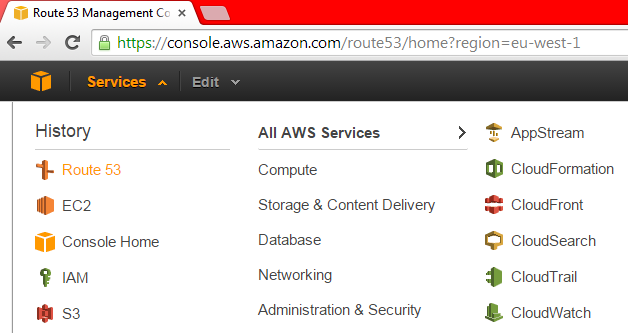 Route 53 Management Co
https://console.aws.amazon.com/route53/home?region=eu-west-1
Services Edit
History
Route 53
EC2
Console Home
IAM
S3
All AWS Services
Compute
Storage & Content Delivery
Database
Networking
Administration & Security
AppStream
CloudFormation
CloudFront
CloudSearch
CloudTrail
CloudWatch